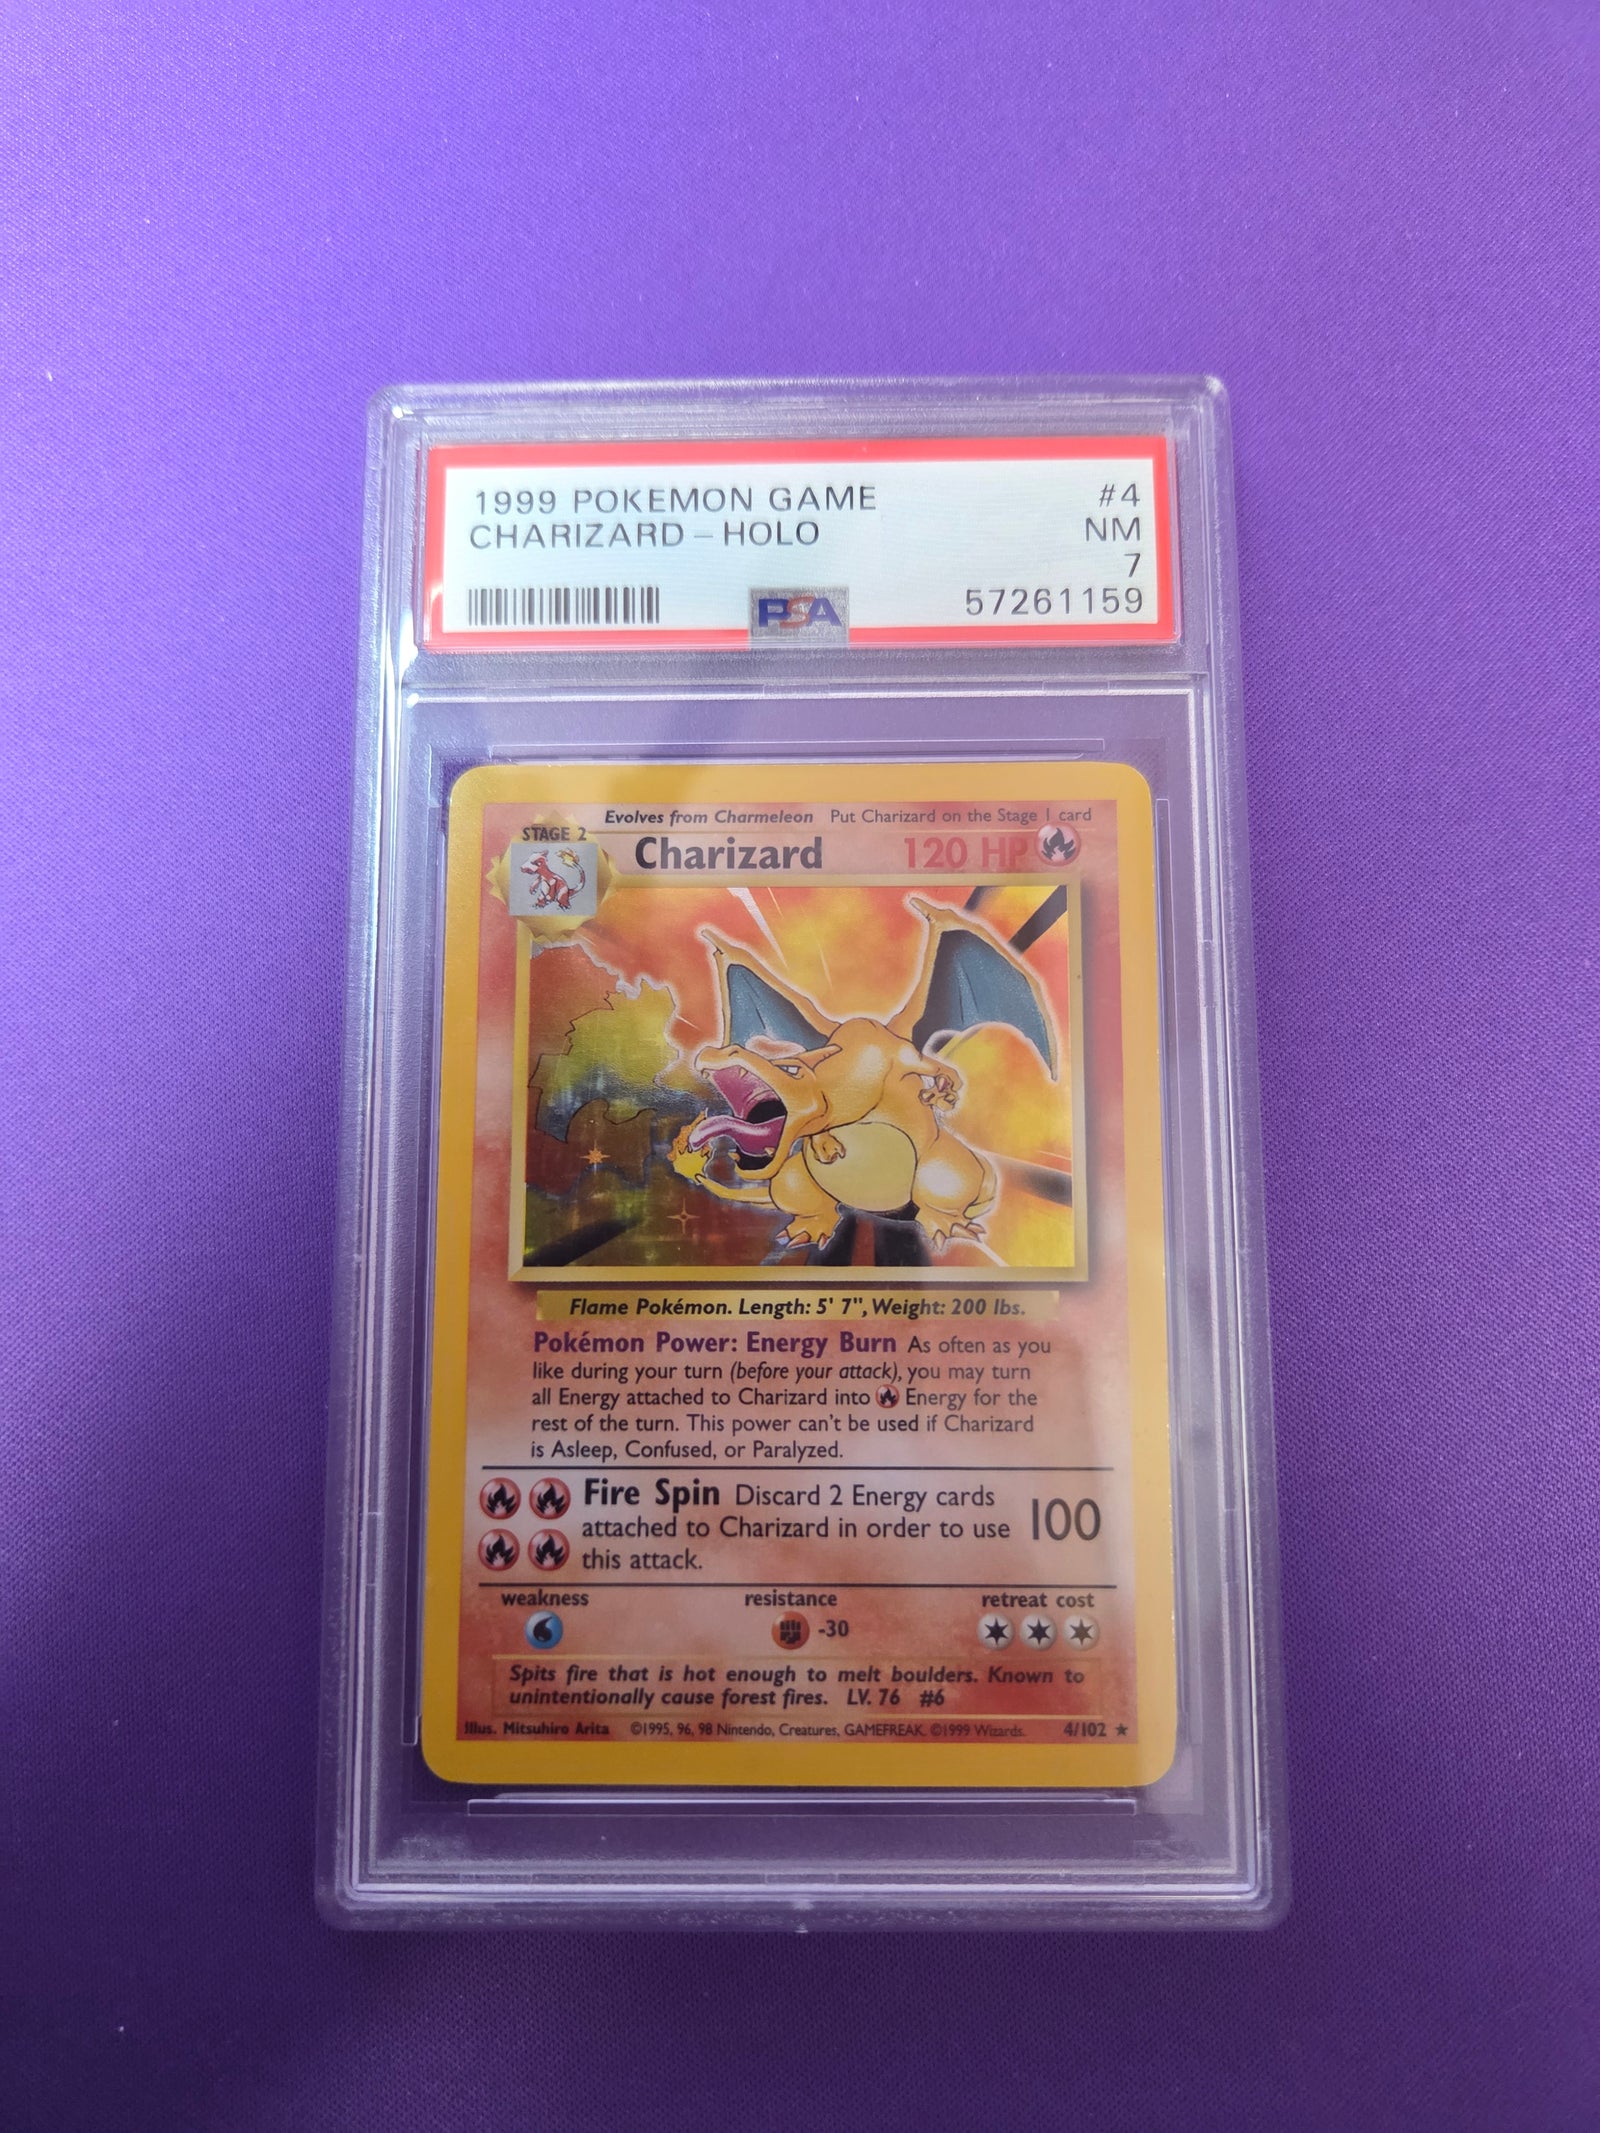 1999 POKEMON GAME #4
CHARIZARD – HOLO NM
7
PSA 57261159
Evolves from Charmeleon Put Charizard on the Stage 1 card
STAGE 2
Charizard 120 HP
Flame Pokémon. Length: 5' 7", Weight: 200 lbs.
Pokémon Power: Energy Burn As often as you
like during your turn (before your attack), you may turn
all Energy attached to Charizard into Energy for the
rest of the turn. This power can't be used if Charizard
is Asleep, Confused, or Paralyzed.
Fire Spin Discard 2 Energy cards
attached to Charizard in order to use 100
this attack.
weakness resistance retreat cost
-30
Spits fire that is hot enough to melt boulders. Known to
unintentionally cause forest fires. LV. 76 #6
Illus. Mitsuhiro Arita ©1995, 96, 98 Nintendo, Creatures, GAMEFREAK. ©1999 Wizards. 4/102 ★